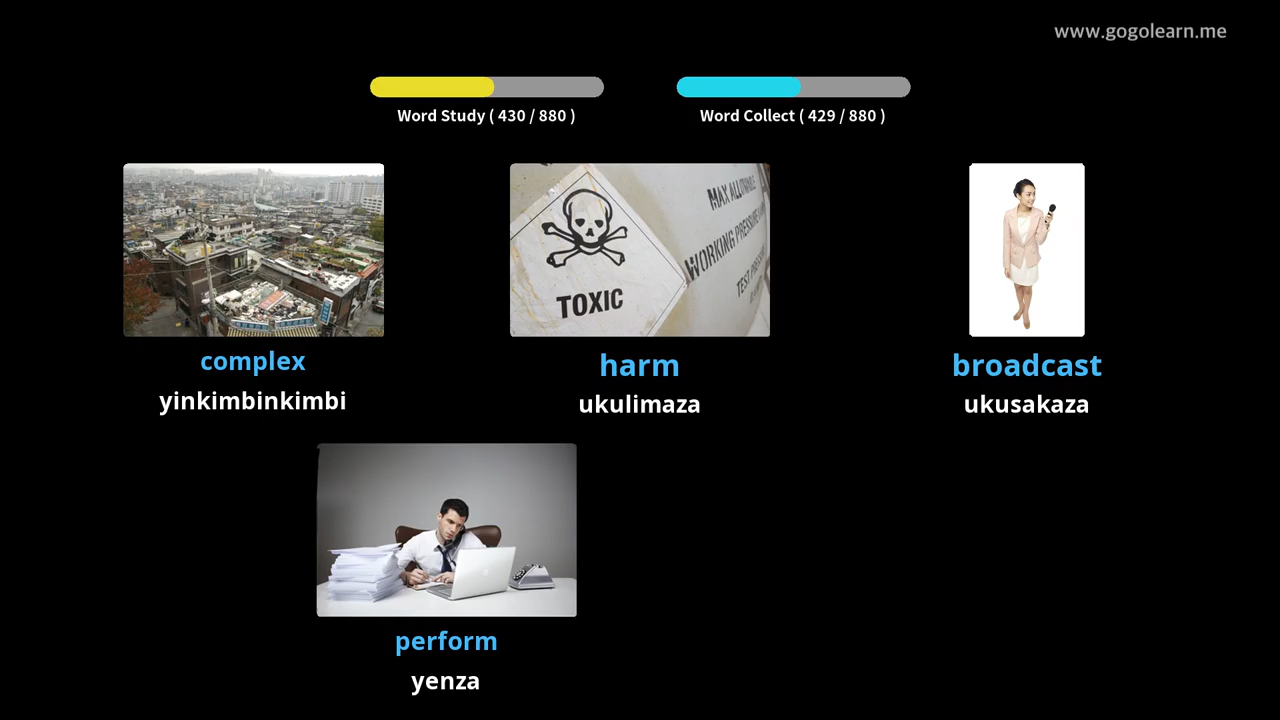 www.gogolearn.me
Word Study ( 430 / 880 )
Word Collect ( 429 / 880 )
MAX ALLOWABLE
WORKING PRESSURE
TEST
TOXIC
complex
harm
broadcast
yinkimbinkimbi
ukulimaza
ukusakaza
perform
yenza